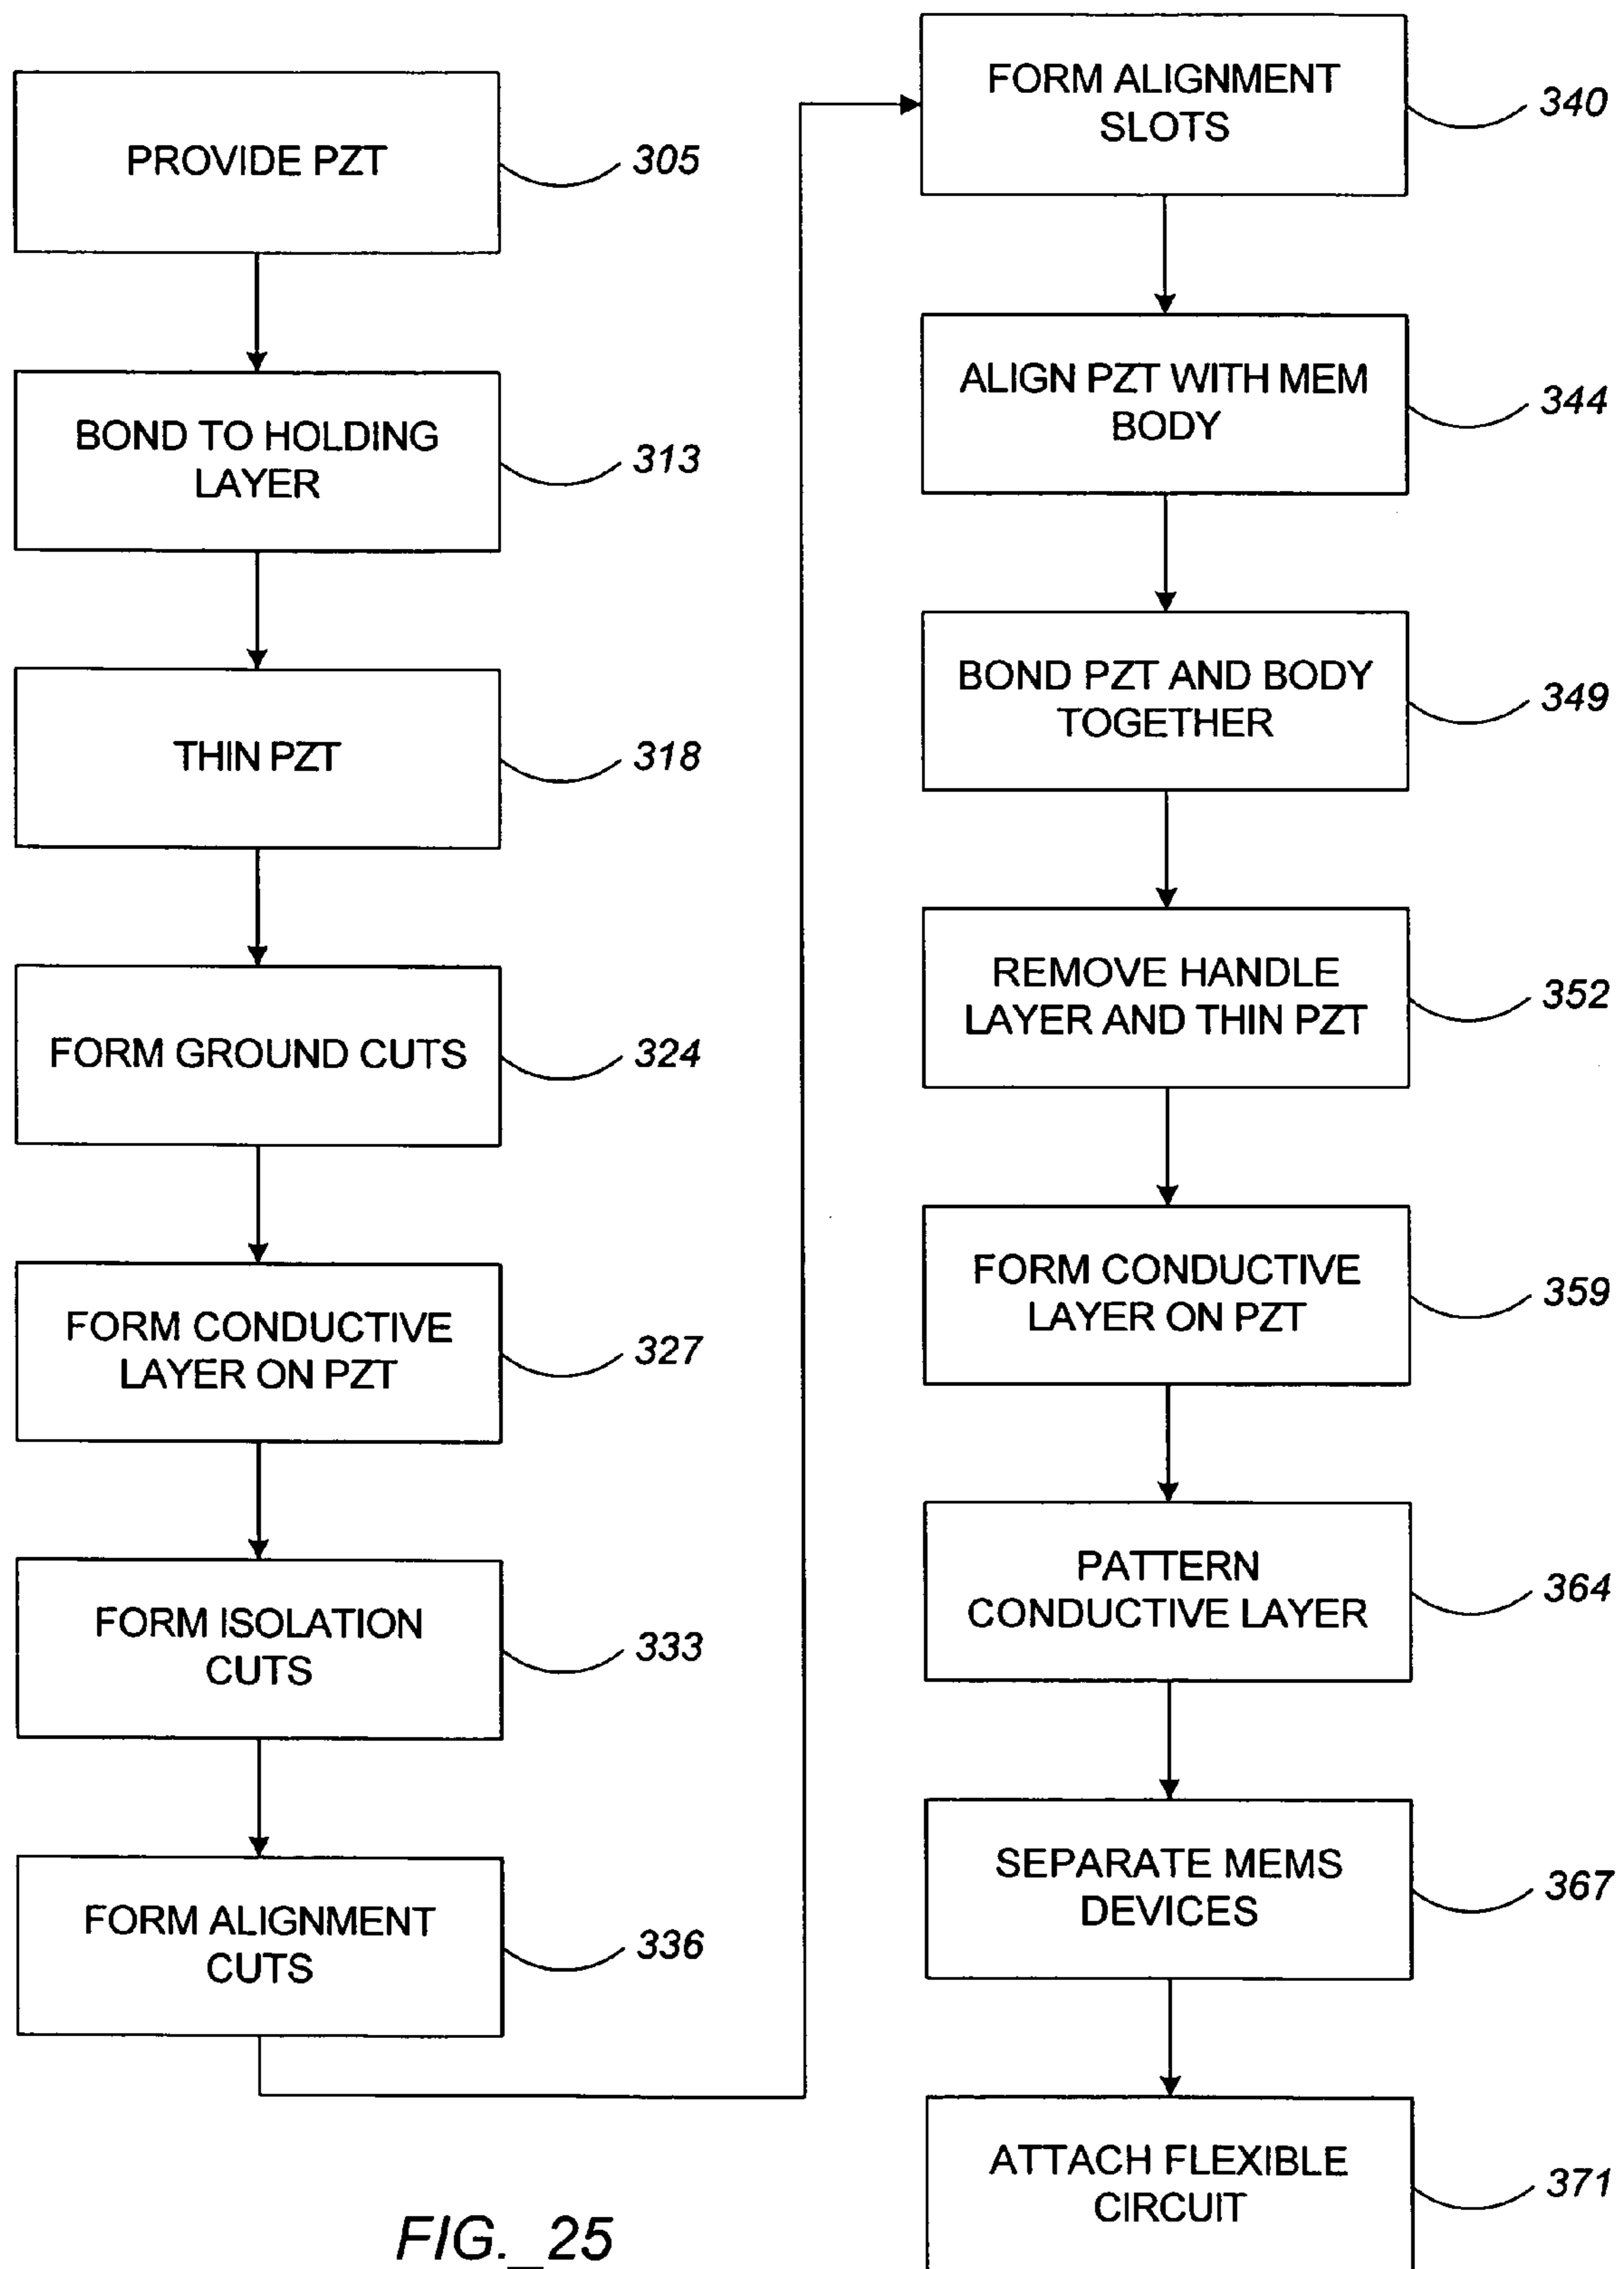 PROVIDE PZT
305
BOND TO HOLDING
LAYER
313
THIN PZT
318
FORM GROUND CUTS
324
FORM CONDUCTIVE
LAYER ON PZT
327
FORM ISOLATION
CUTS
333
FORM ALIGNMENT
CUTS
336
FORM ALIGNMENT
SLOTS
340
ALIGN PZT WITH MEM
BODY
344
BOND PZT AND BODY
TOGETHER
349
REMOVE HANDLE
LAYER AND THIN PZT
352
FORM CONDUCTIVE
LAYER ON PZT
359
PATTERN
CONDUCTIVE LAYER
364
SEPARATE MEMS
DEVICES
367
ATTACH FLEXIBLE
CIRCUIT
371
FIG._25